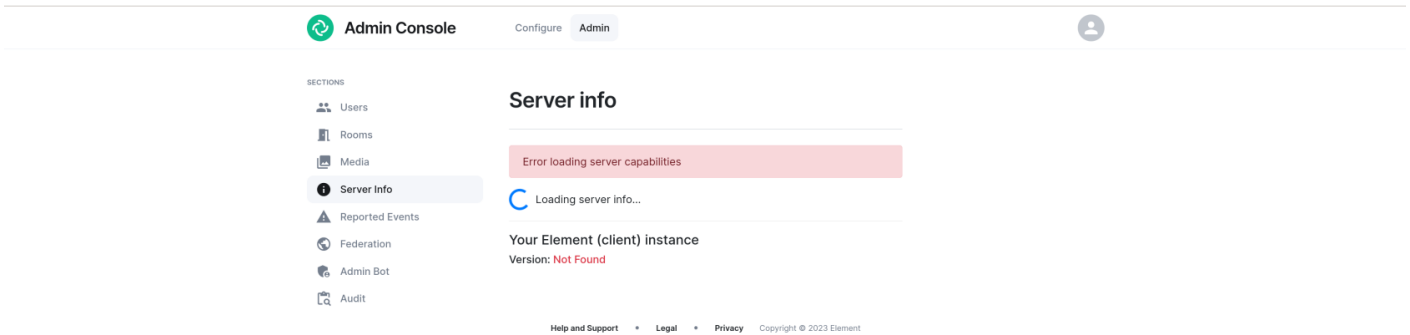 Admin Console
Configure
Admin
SECTIONS
Users
Rooms
Media
Server Info
Reported Events
Federation
Admin Bot
Audit
Server info
Error loading server capabilities
Loading server info...
Your Element (client) instance
Version: Not Found
Help and Support • Legal • Privacy Copyright © 2023 Element